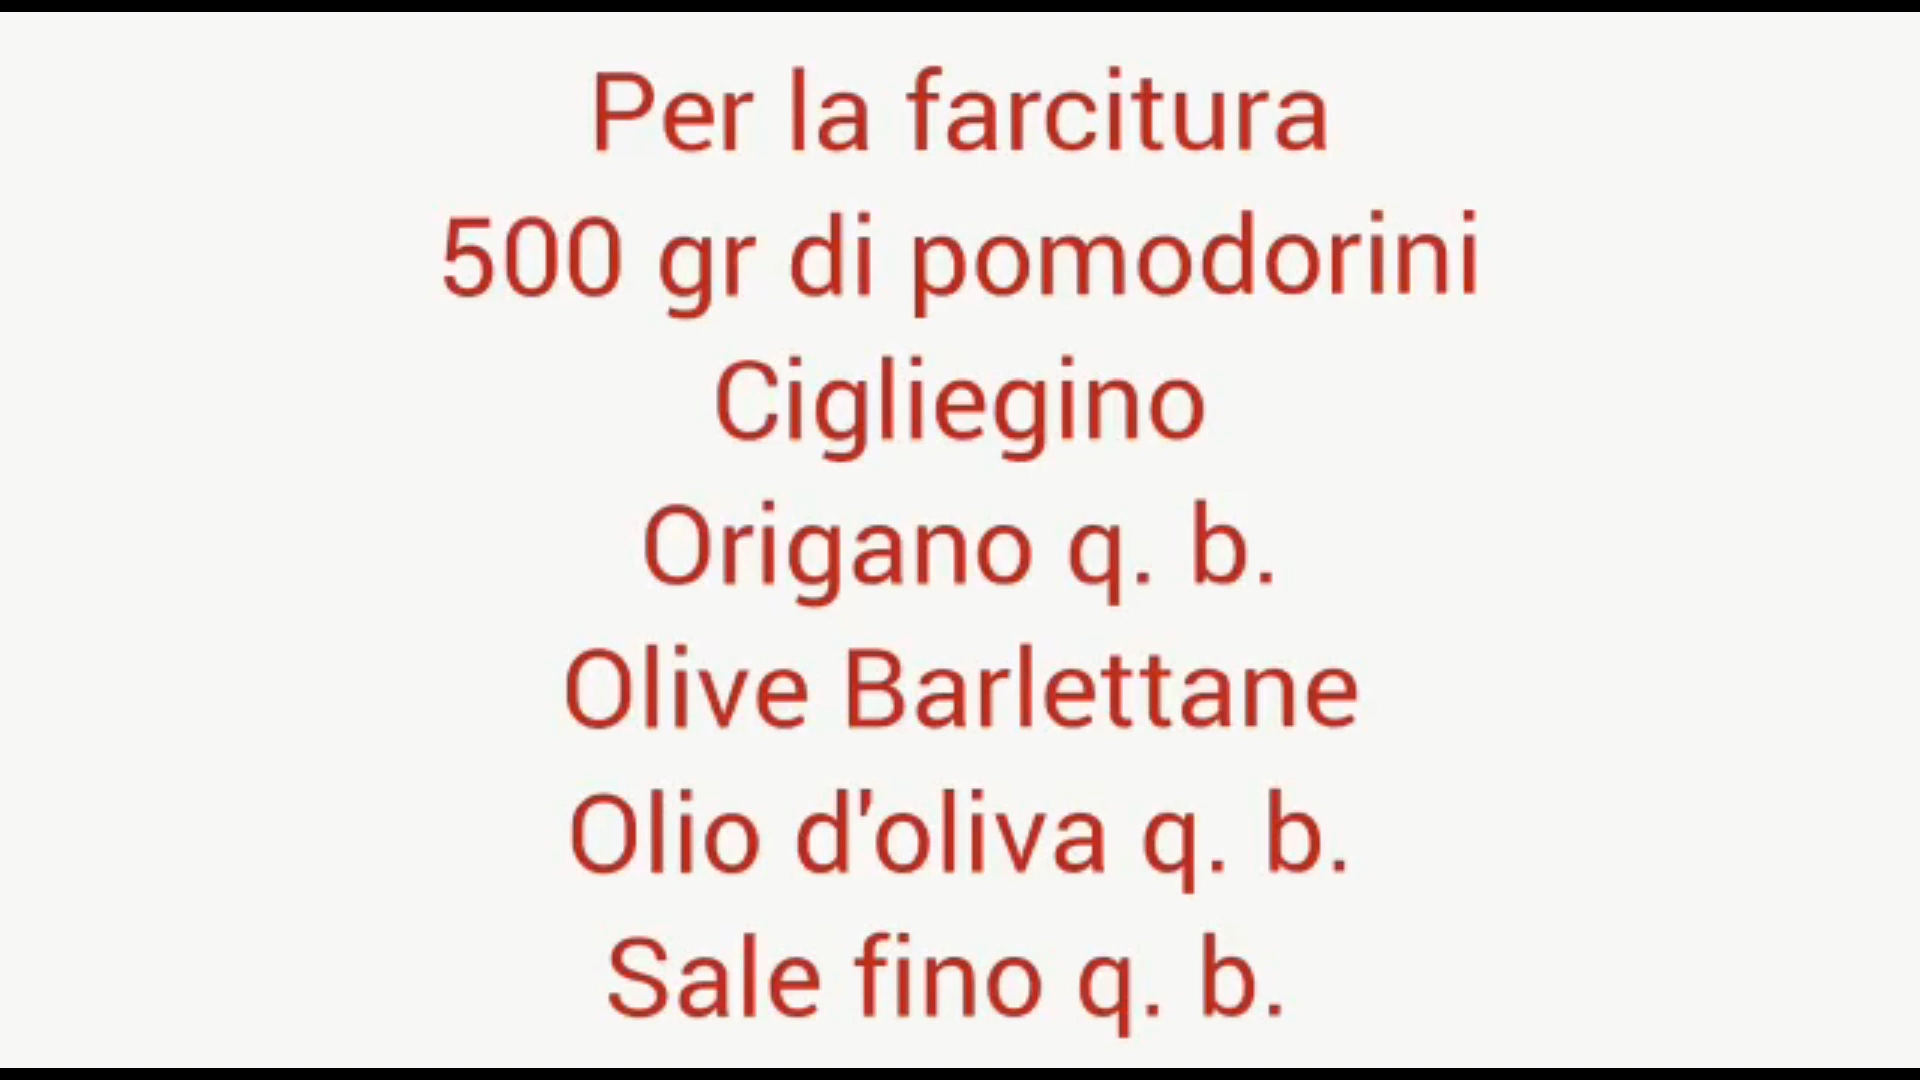 Per la farcitura
500 gr di pomodorini
Cigliegino
Origano q. b.
Olive Barlettane
Olio d'oliva q. b.
Sale fino q. b.